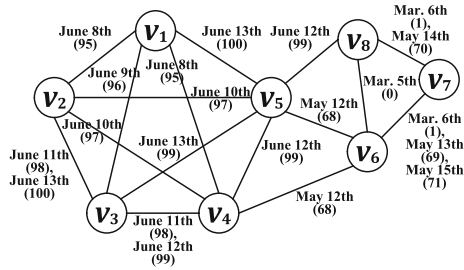 June 8th
(95)
v1
June 13th
(100)
June 12th
(99)
v8
Mar. 6th
(1),
May 14th
(70)
June 9th
(96)
June 8th
(95)
Mar. 5th
(0)
v7
v2
June 10th
(97)
v5
May 12th
(68)
June 10th
(97)
June 13th
(99)
June 12th
(99)
v6
Mar. 6th
(1),
May 13th
(69),
May 15th
(71)
June 11th
(98),
June 13th
(100)
v3
June 11th
(98),
June 12th
(99)
v4
May 12th
(68)